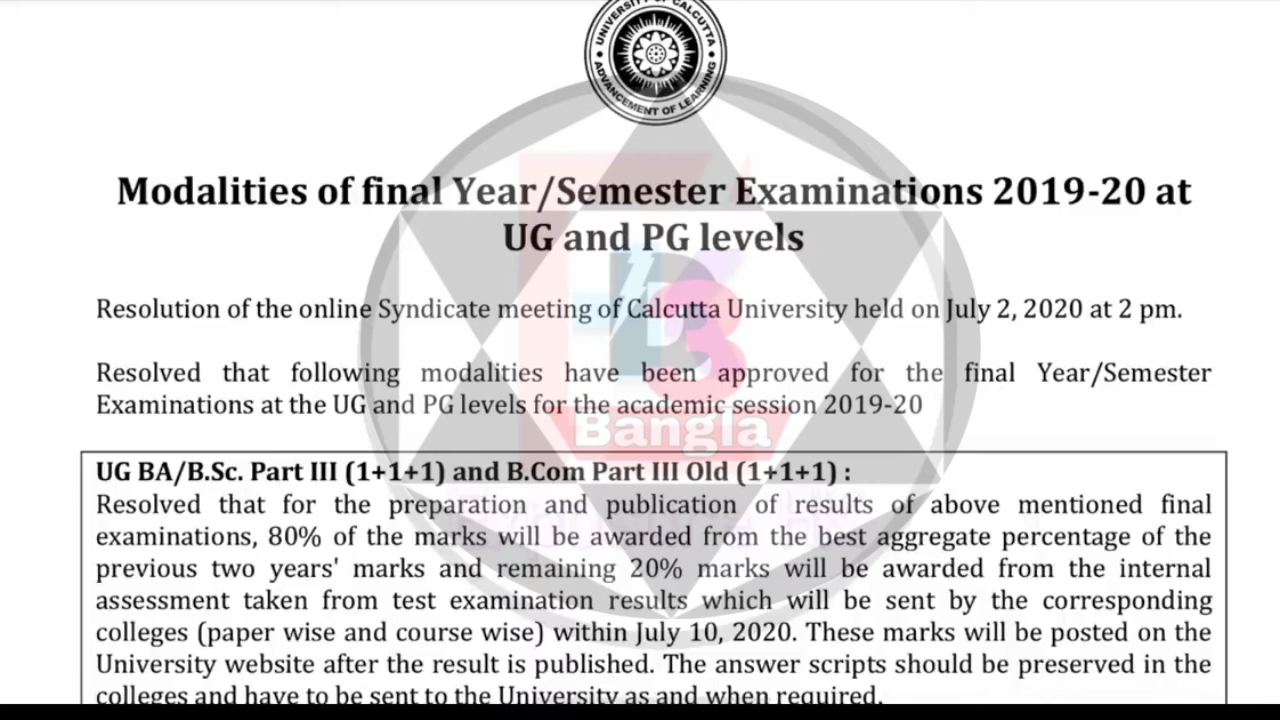 UNIVERSITY OF CALCUTTA
ADVANCEMENT OF LEARNING
Modalities of final Year/Semester Examinations 2019-20 at
UG and PG levels
Resolution of the online Syndicate meeting of Calcutta University held on July 2, 2020 at 2 pm.
Resolved that following modalities have been approved for the final Year/Semester
Examinations at the UG and PG levels for the academic session 2019-20
Bangla
UG BA/B.Sc. Part III (1+1+1) and B.Com Part III Old (1+1+1) :
Resolved that for the preparation and publication of results of above mentioned final
examinations, 80% of the marks will be awarded from the best aggregate percentage of the
previous two years' marks and remaining 20% marks will be awarded from the internal
assessment taken from test examination results which will be sent by the corresponding
colleges (paper wise and course wise) within July 10, 2020. These marks will be posted on the
University website after the result is published. The answer scripts should be preserved in the
colleges and have to be sent to the University as and when required.